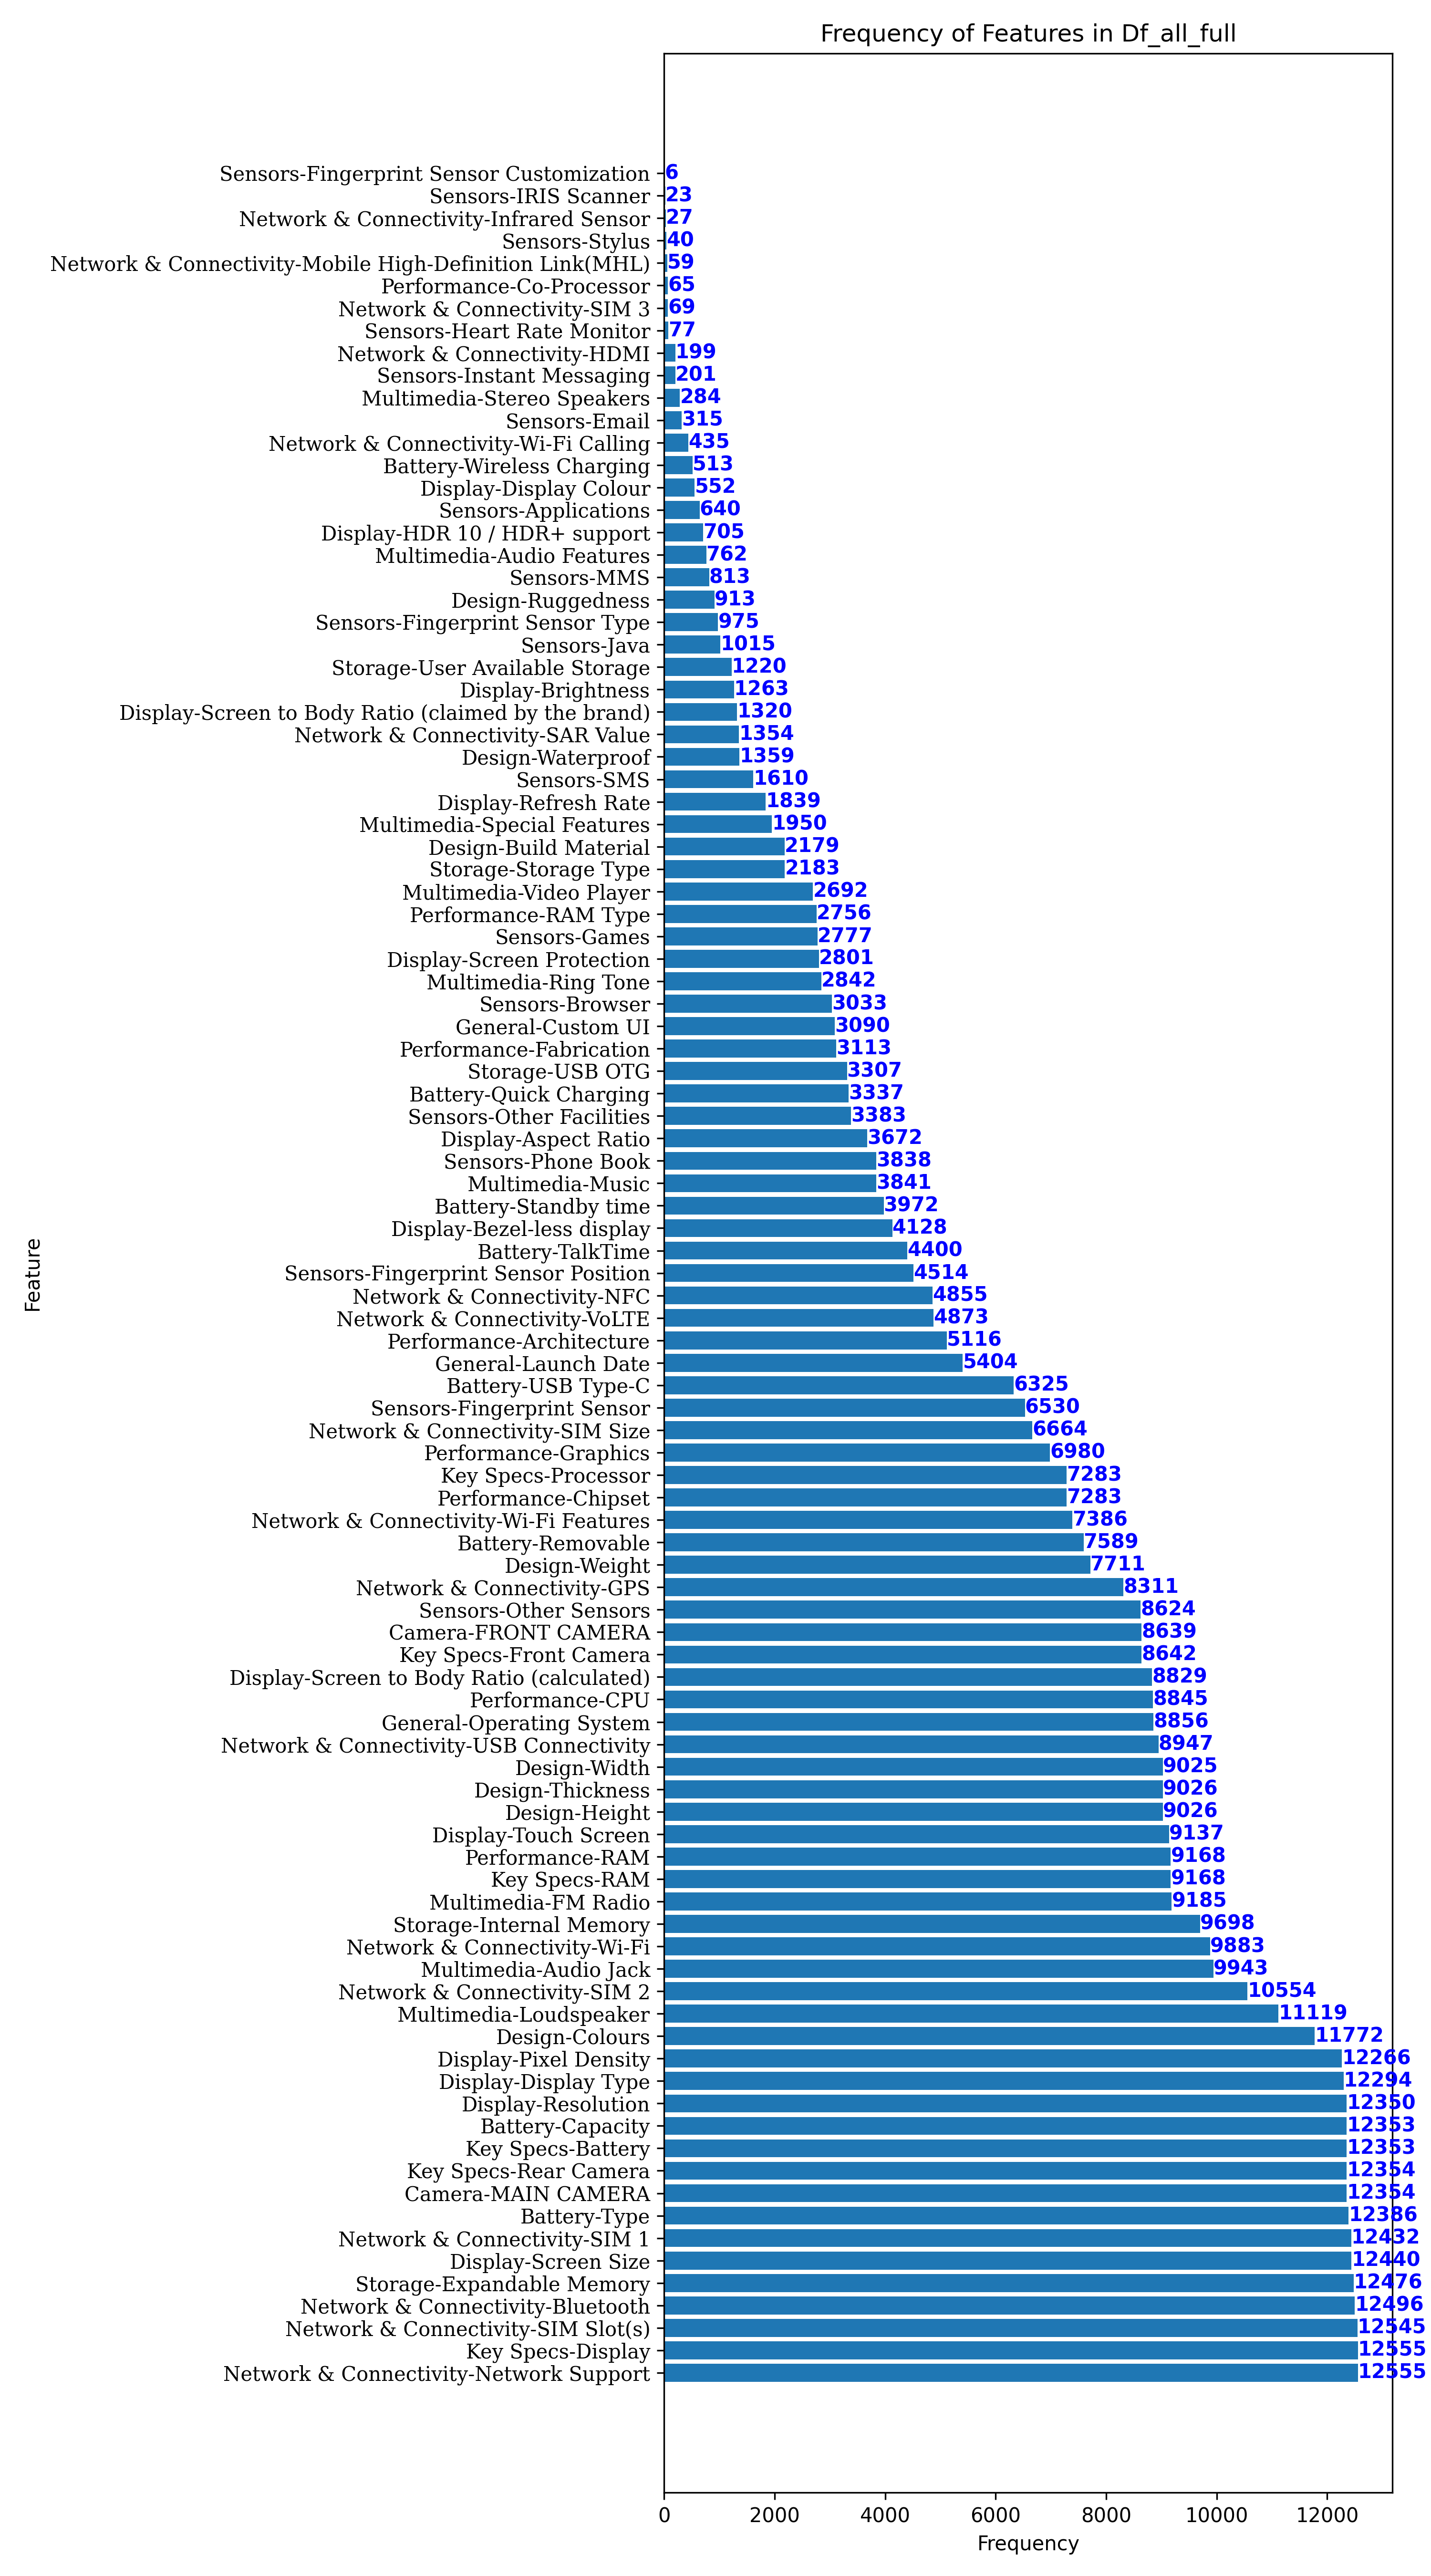 Frequency of Features in Df_all_full
Sensors-Fingerprint Sensor Customization 6
Sensors-IRIS Scanner 23
Network & Connectivity-Infrared Sensor 27
Sensors-Stylus 40
Network & Connectivity-Mobile High-Definition Link(MHL) 59
Performance-Co-Processor 65
Network & Connectivity-SIM 3 69
Sensors-Heart Rate Monitor 77
Network & Connectivity-HDMI 199
Sensors-Instant Messaging 201
Multimedia-Stereo Speakers 284
Sensors-Email 315
Network & Connectivity-Wi-Fi Calling 435
Battery-Wireless Charging 513
Display-Display Colour 552
Sensors-Applications 640
Display-HDR 10 / HDR+ support 705
Multimedia-Audio Features 762
Sensors-MMS 813
Design-Ruggedness 913
Sensors-Fingerprint Sensor Type 975
Sensors-Java 1015
Storage-User Available Storage 1220
Display-Brightness 1263
Display-Screen to Body Ratio (claimed by the brand) 1320
Network & Connectivity-SAR Value 1354
Design-Waterproof 1359
Sensors-SMS 1610
Display-Refresh Rate 1839
Multimedia-Special Features 1950
Design-Build Material 2179
Storage-Storage Type 2183
Multimedia-Video Player 2692
Performance-RAM Type 2756
Sensors-Games 2777
Display-Screen Protection 2801
Multimedia-Ring Tone 2842
Sensors-Browser 3033
General-Custom UI 3090
Performance-Fabrication 3113
Storage-USB OTG 3307
Battery-Quick Charging 3337
Sensors-Other Facilities 3383
Display-Aspect Ratio 3672
Sensors-Phone Book 3838
Multimedia-Music 3841
Battery-Standby time 3972
Display-Bezel-less display 4128
Battery-TalkTime 4400
Sensors-Fingerprint Sensor Position 4514
Network & Connectivity-NFC 4855
Network & Connectivity-VoLTE 4873
Performance-Architecture 5116
General-Launch Date 5404
Battery-USB Type-C 6325
Sensors-Fingerprint Sensor 6530
Network & Connectivity-SIM Size 6664
Performance-Graphics 6980
Key Specs-Processor 7283
Performance-Chipset 7283
Network & Connectivity-Wi-Fi Features 7386
Battery-Removable 7589
Design-Weight 7711
Network & Connectivity-GPS 8311
Sensors-Other Sensors 8624
Camera-FRONT CAMERA 8639
Key Specs-Front Camera 8642
Display-Screen to Body Ratio (calculated) 8829
Performance-CPU 8845
General-Operating System 8856
Network & Connectivity-USB Connectivity 8947
Design-Width 9025
Design-Thickness 9026
Design-Height 9026
Display-Touch Screen 9137
Performance-RAM 9168
Key Specs-RAM 9168
Multimedia-FM Radio 9185
Storage-Internal Memory 9698
Network & Connectivity-Wi-Fi 9883
Multimedia-Audio Jack 9943
Network & Connectivity-SIM 2 10554
Multimedia-Loudspeaker 11119
Design-Colours 11772
Display-Pixel Density 12266
Display-Display Type 12294
Display-Resolution 12350
Battery-Capacity 12353
Key Specs-Battery 12353
Key Specs-Rear Camera 12354
Camera-MAIN CAMERA 12354
Battery-Type 12386
Network & Connectivity-SIM 1 12432
Display-Screen Size 12440
Storage-Expandable Memory 12476
Network & Connectivity-Bluetooth 12496
Network & Connectivity-SIM Slot(s) 12545
Key Specs-Display 12555
Network & Connectivity-Network Support 12555
Feature
0 2000 4000 6000 8000 10000 12000
Frequency